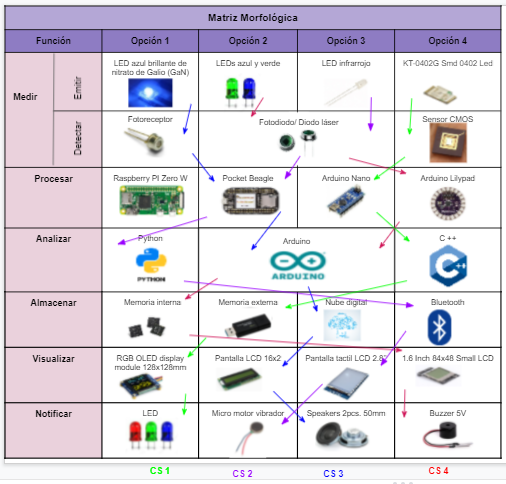 Matriz Morfológica
Función Opción 1 Opción 2 Opción 3 Opción 4
Medir
Emitir
LED azul brillante de
nitrato de Galio (GaN)
LEDs azul y verde
LED infrarrojo
KT-0402G Smd 0402 Led
Detectar
Fotoreceptor
Fotodiodo/ Diodo láser
Sensor CMOS
Procesar
Raspberry PI Zero W
Pocket Beagle
Arduino Nano
Arduino Lilypad
Analizar
Python
PYTHON
Arduino
ARDUINO
C ++
Almacenar
Memoria interna
Memoria externa
Nube digital
Bluetooth
Visualizar
RGB OLED display
module 128x128mm
Pantalla LCD 16x2
Pantalla tactil LCD 2.8"
1.6 Inch 84x48 Small LCD
Notificar
LED
Micro motor vibrador
Speakers 2pcs. 50mm
Buzzer 5V
CS 1 CS 2 CS 3 CS 4